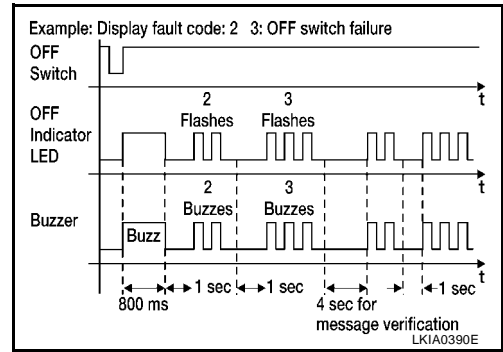 Example: Display fault code: 2 3: OFF switch failure
OFF
Switch
t
2
Flashes
3
Flashes
OFF
Indicator
LED
t
2
Buzzes
3
Buzzes
Buzzer
Buzz
t
800 ms
1 sec
1 sec
4 sec for
message verification
1 sec
LKIA0390E